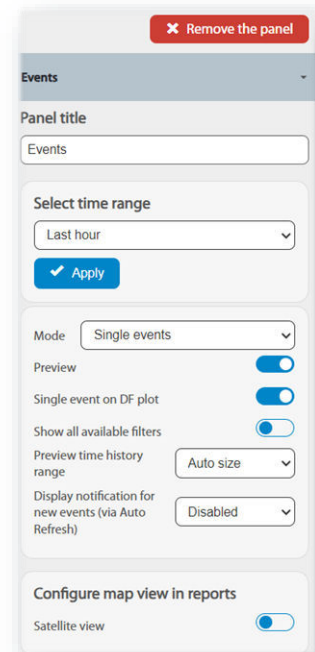 Remove the panel
Events
Panel title
Events
Select time range
Last hour
Apply
Mode Single events
Preview
Single event on DF plot
Show all available filters
Preview time history
range
Auto size
Display notification for
new events (via Auto
Refresh)
Disabled
Configure map view in reports
Satellite view